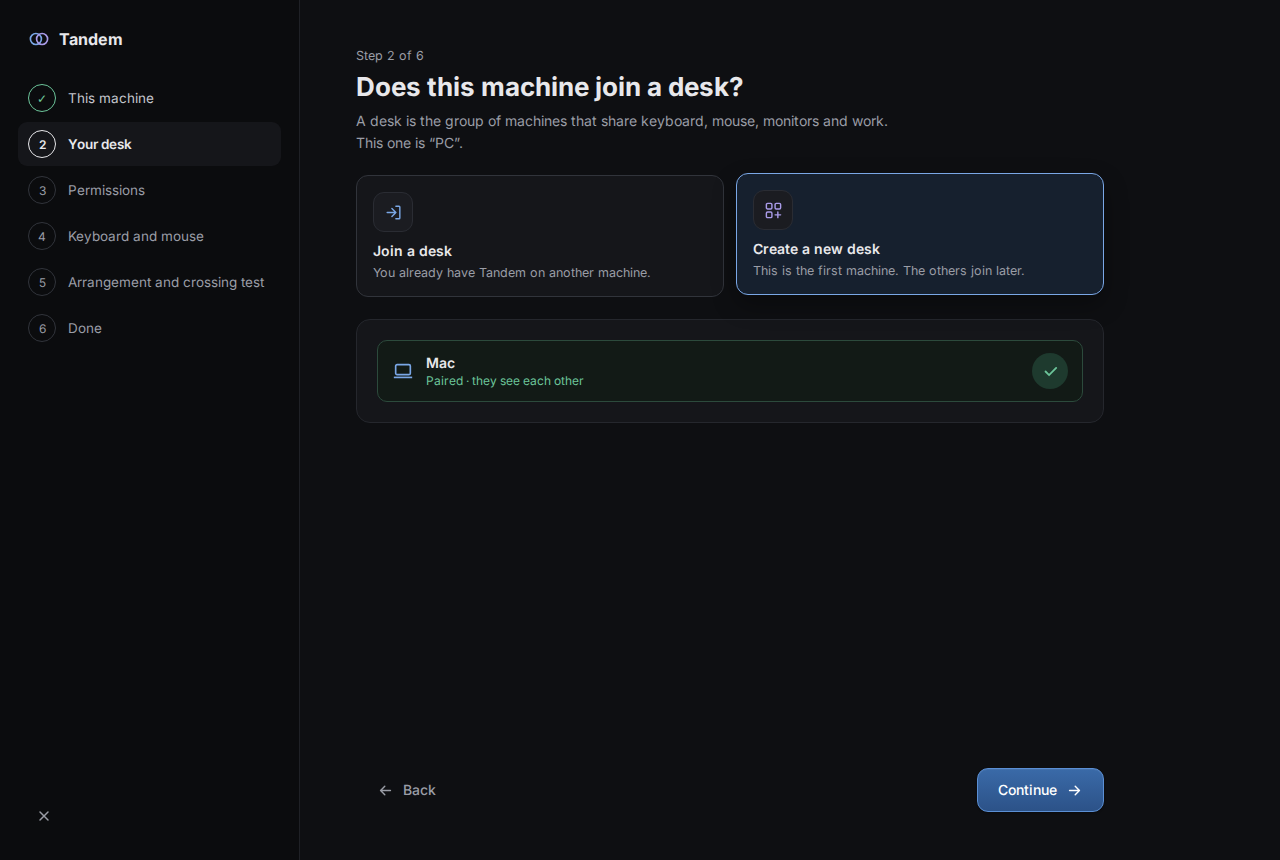 Tandem
✓ This machine
2 Your desk
3 Permissions
4 Keyboard and mouse
5 Arrangement and crossing test
6 Done
Step 2 of 6
Does this machine join a desk?
A desk is the group of machines that share keyboard, mouse, monitors and work.
This one is “PC”.
Join a desk
You already have Tandem on another machine.
Create a new desk
This is the first machine. The others join later.
Mac
Paired · they see each other
Back
Continue